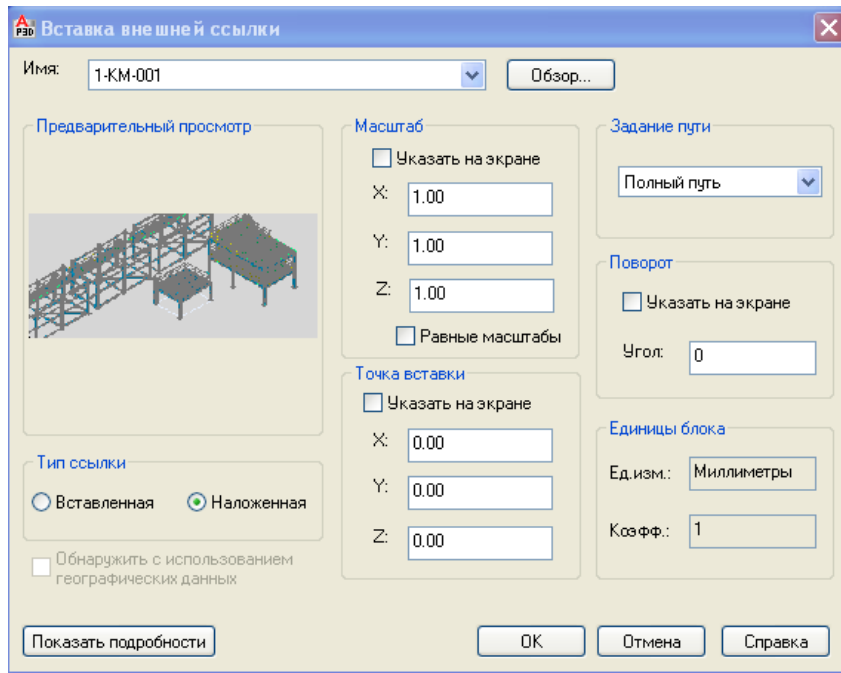 A P3D Вставка внешней ссылки
Имя: 1-KM-001 Обзор...
Предварительный просмотр
Тип ссылки
Вставленная Наложенная
Обнаружить с использованием
географических данных
Масштаб
Указать на экране
X: 1.00
Y: 1.00
Z: 1.00
Равные масштабы
Точка вставки
Указать на экране
X: 0.00
Y: 0.00
Z: 0.00
Задание пути
Полный путь
Поворот
Указать на экране
Угол: 0
Единицы блока
Ед.изм.: Миллиметры
Коэфф.: 1
Показать подробности OK Отмена Справка